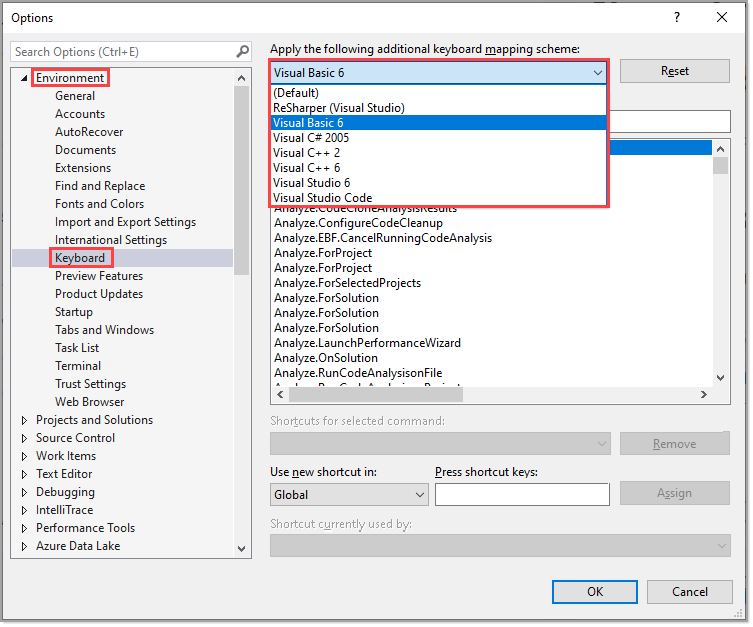 Options
?
Search Options (Ctrl+E)
Environment
General
Accounts
AutoRecover
Documents
Extensions
Find and Replace
Fonts and Colors
Import and Export Settings
International Settings
Keyboard
Preview Features
Product Updates
Startup
Tabs and Windows
Task List
Terminal
Trust Settings
Web Browser
Projects and Solutions
Source Control
Work Items
Text Editor
Debugging
IntelliTrace
Performance Tools
Azure Data Lake
Apply the following additional keyboard mapping scheme:
Visual Basic 6
Reset
(Default)
ReSharper (Visual Studio)
Visual Basic 6
Visual C# 2005
Visual C++ 2
Visual C++ 6
Visual Studio 6
Visual Studio Code
Analyze.CodeCloneAnalysisResults
Analyze.ConfigureCodeCleanup
Analyze.EBF.CancelRunningCodeAnalysis
Analyze.ForProject
Analyze.ForProject
Analyze.ForSelectedProjects
Analyze.ForSolution
Analyze.ForSolution
Analyze.ForSolution
Analyze.LaunchPerformanceWizard
Analyze.OnSolution
Analyze.RunCodeAnalysisonFile
Shortcuts for selected command:
Remove
Use new shortcut in:
Press shortcut keys:
Global
Assign
Shortcut currently used by:
OK
Cancel